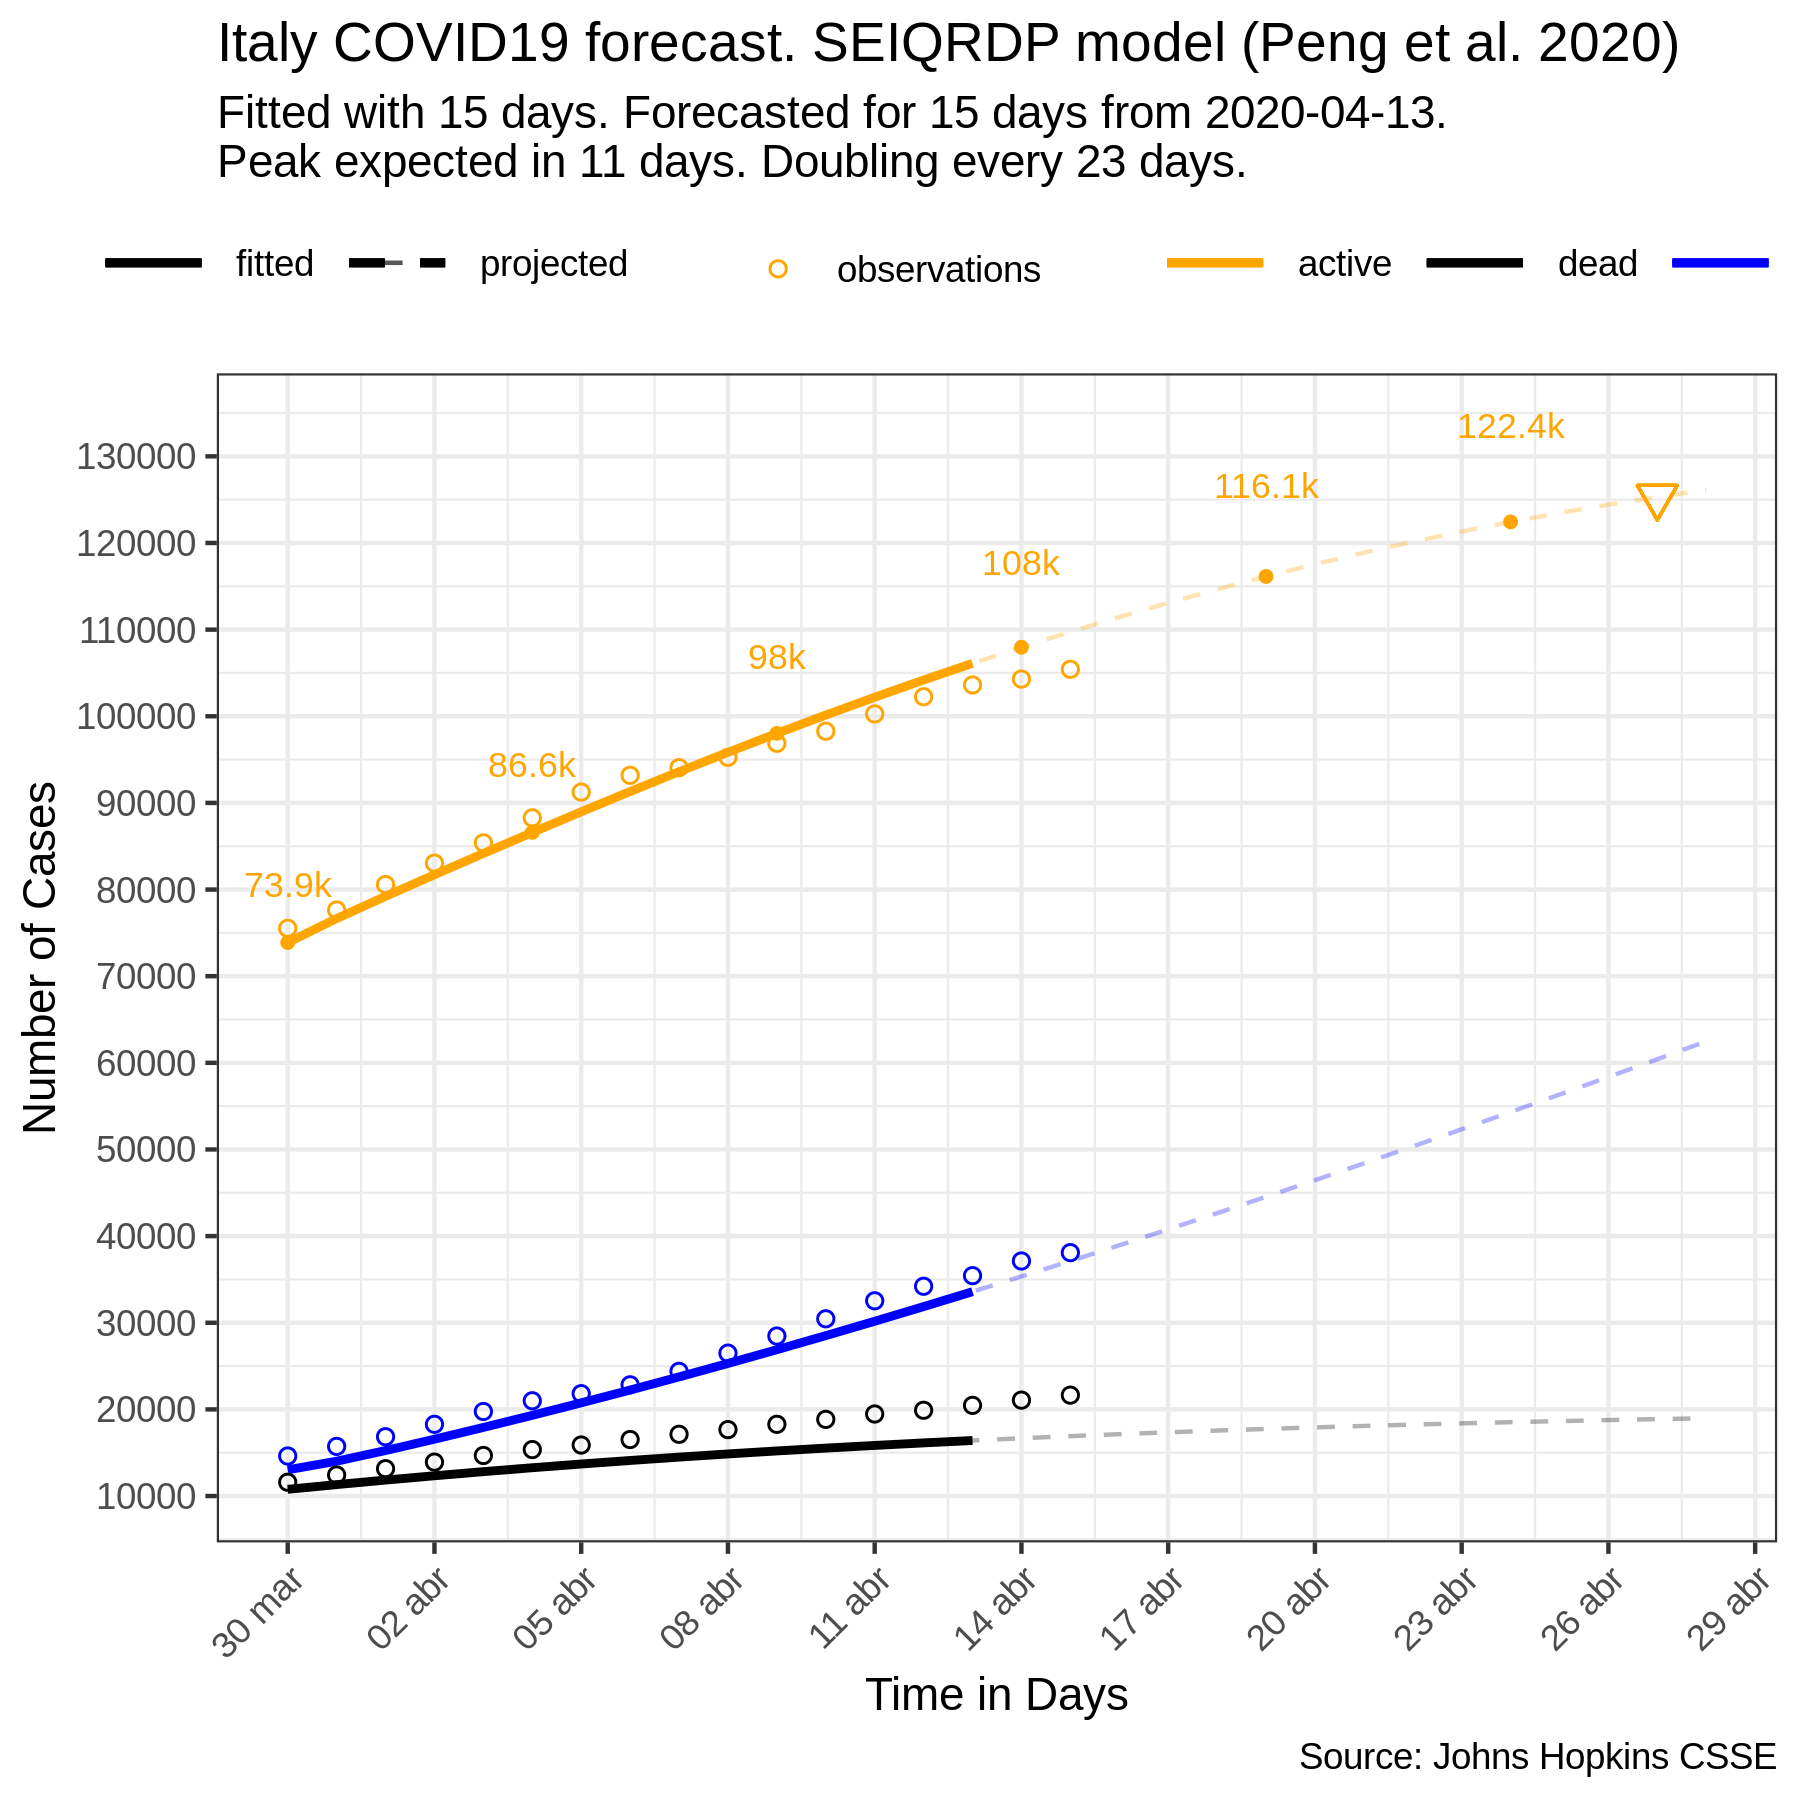 Italy COVID19 forecast. SEIQRDP model (Peng et al. 2020)
Fitted with 15 days. Forecasted for 15 days from 2020-04-13.
Peak expected in 11 days. Doubling every 23 days.
fitted projected observations active dead
122.4k
116.1k
108k
98k
86.6k
73.9k
130000
120000
110000
100000
90000
80000
70000
60000
50000
40000
30000
20000
10000
Number of Cases
30 mar 02 abr 05 abr 08 abr 11 abr 14 abr 17 abr 20 abr 23 abr 26 abr 29 abr
Time in Days
Source: Johns Hopkins CSSE